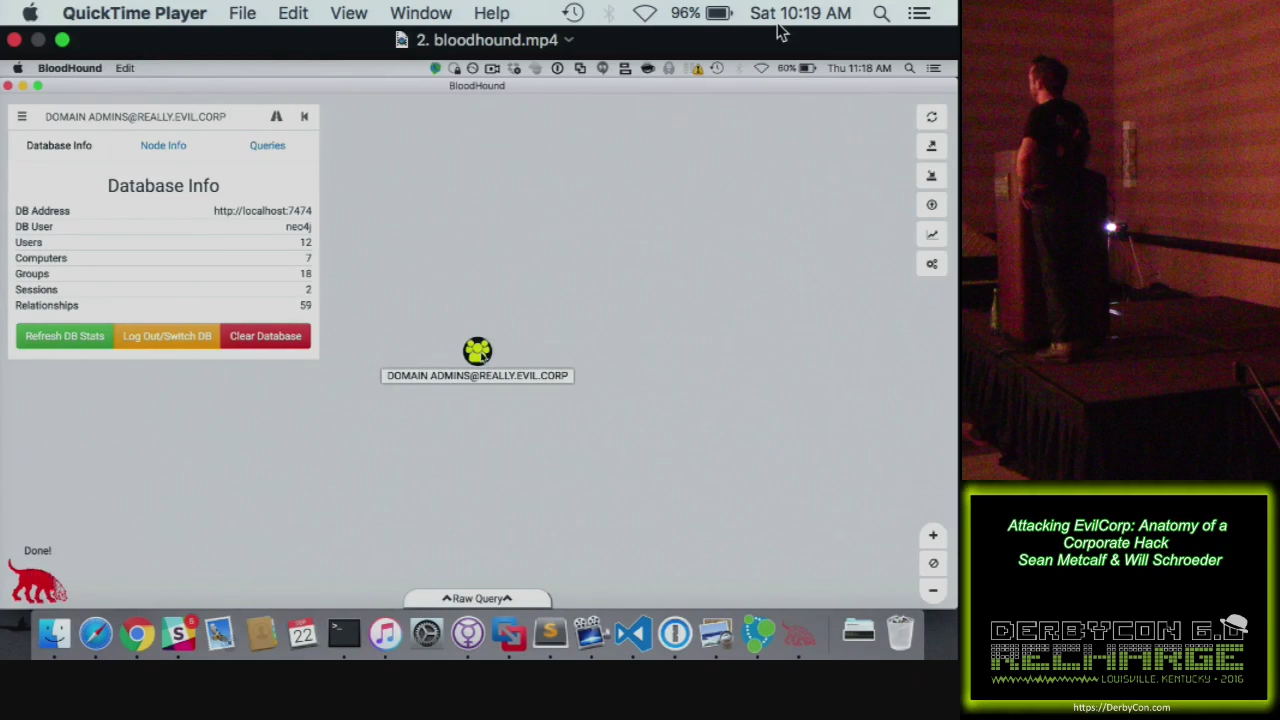 QuickTime Player File Edit View Window Help 96% Sat 10:19 AM
2. bloodhound.mp4
BloodHound Edit 60% Thu 11:18 AM
BloodHound
DOMAIN ADMINS@REALLY.EVIL.CORP
Database Info Node Info Queries
Database Info
DB Address http://localhost:7474
DB User neo4j
Users 12
Computers 7
Groups 18
Sessions 2
Relationships 59
Refresh DB Stats Log Out/Switch DB Clear Database
DOMAIN ADMINS@REALLY.EVIL.CORP
Done!
Raw Query
22
Attacking EvilCorp: Anatomy of a
Corporate Hack
Sean Metcalf & Will Schroeder
DERBYCON 6.0
RECHARGE
LOUISVILLE, KENTUCKY • 2016
https://DerbyCon.com